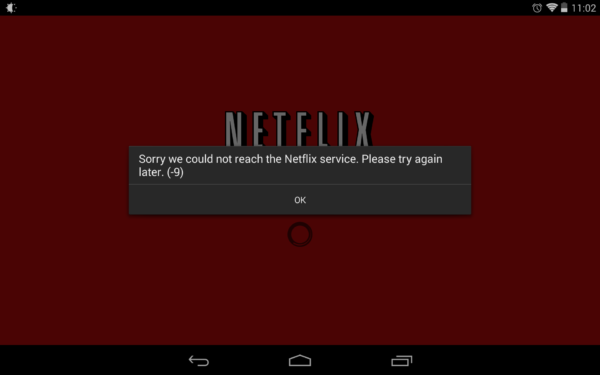 11:02
NETFLIX
Sorry we could not reach the Netflix service. Please try again
later. (-9)
OK